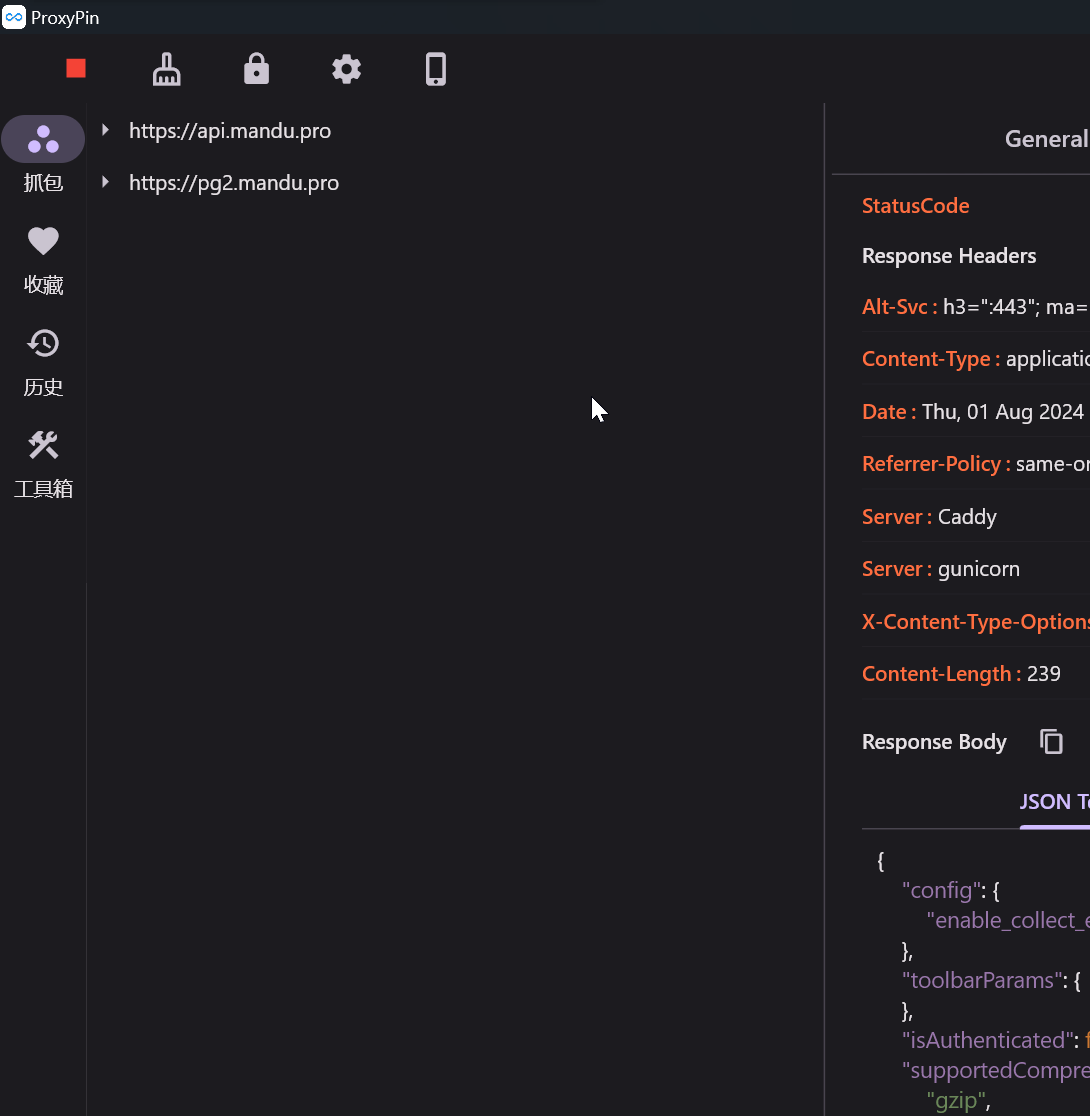 ProxyPin
抓包
收藏
历史
工具箱
https://api.mandu.pro
https://pg2.mandu.pro
General
StatusCode
Response Headers
Alt-Svc : h3=":443"; ma=
Content-Type : applicatio
Date : Thu, 01 Aug 2024
Referrer-Policy : same-or
Server : Caddy
Server : gunicorn
X-Content-Type-Options
Content-Length : 239
Response Body
JSON Te
{
"config": {
"enable_collect_e
},
"toolbarParams": {
},
"isAuthenticated": f
"supportedCompre
"gzip",